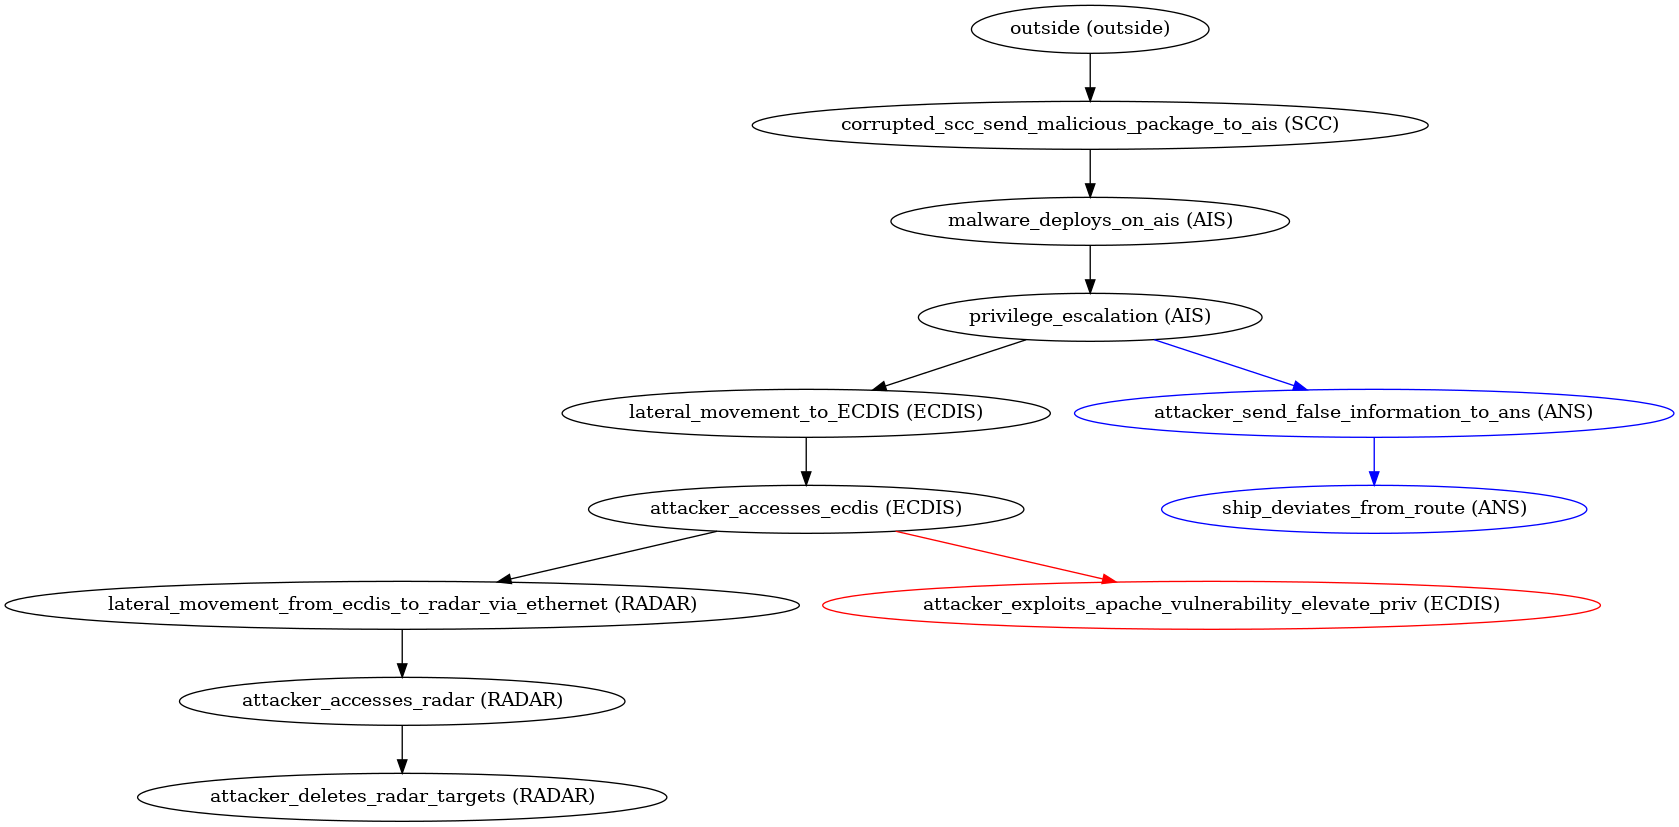 outside (outside)
corrupted_scc_send_malicious_package_to_ais (SCC)
malware_deploys_on_ais (AIS)
privilege_escalation (AIS)
lateral_movement_to_ECDIS (ECDIS)
attacker_send_false_information_to_ans (ANS)
attacker_accesses_ecdis (ECDIS)
ship_deviates_from_route (ANS)
lateral_movement_from_ecdis_to_radar_via_ethernet (RADAR)
attacker_exploits_apache_vulnerability_elevate_priv (ECDIS)
attacker_accesses_radar (RADAR)
attacker_deletes_radar_targets (RADAR)